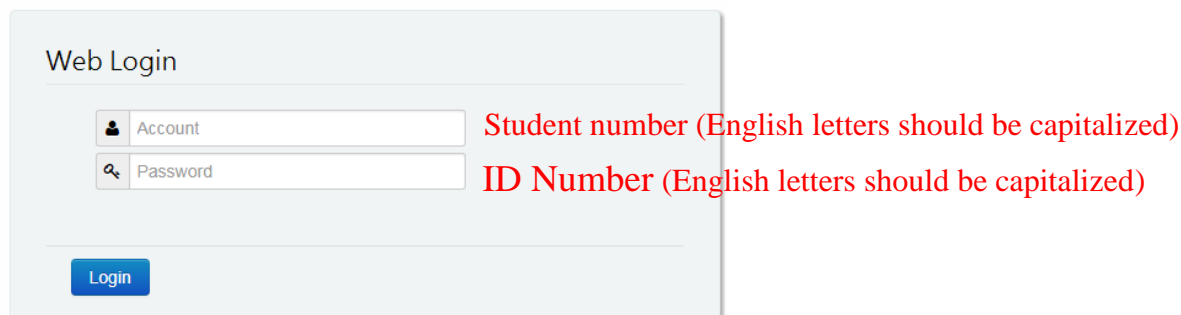 Web Login
Account Student number (English letters should be capitalized)
Password ID Number (English letters should be capitalized)
Login